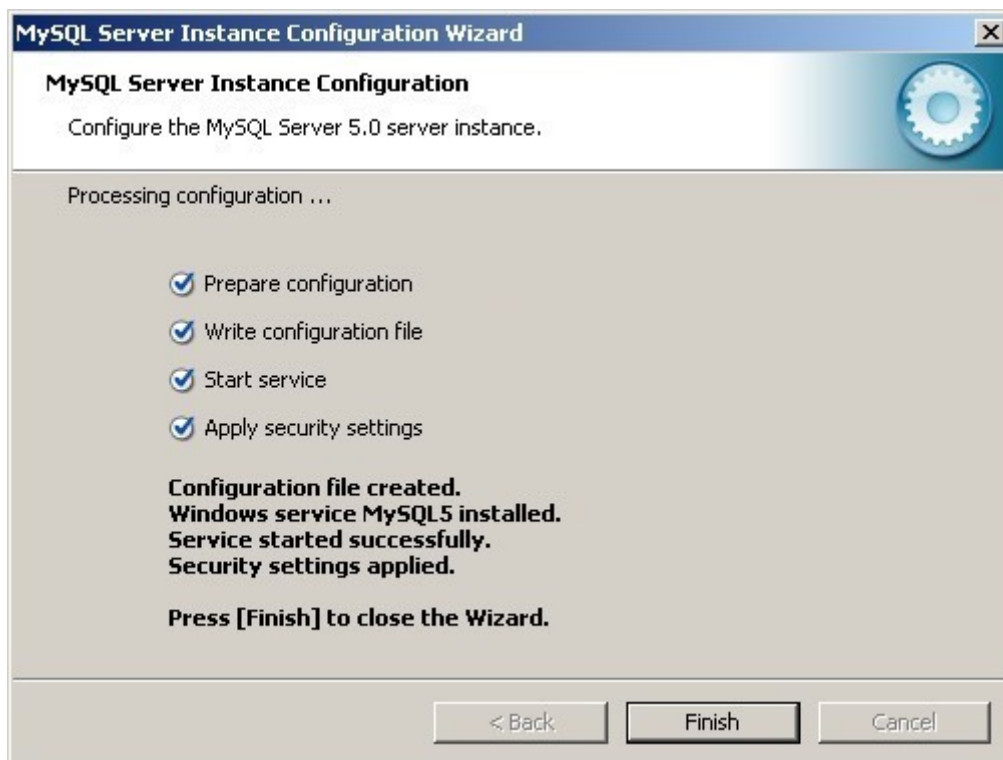 MySQL Server Instance Configuration Wizard
MySQL Server Instance Configuration
Configure the MySQL Server 5.0 server instance.
Processing configuration ...
Prepare configuration
Write configuration file
Start service
Apply security settings
Configuration file created.
Windows service MySQL5 installed.
Service started successfully.
Security settings applied.
Press [Finish] to close the Wizard.
< Back Finish Cancel